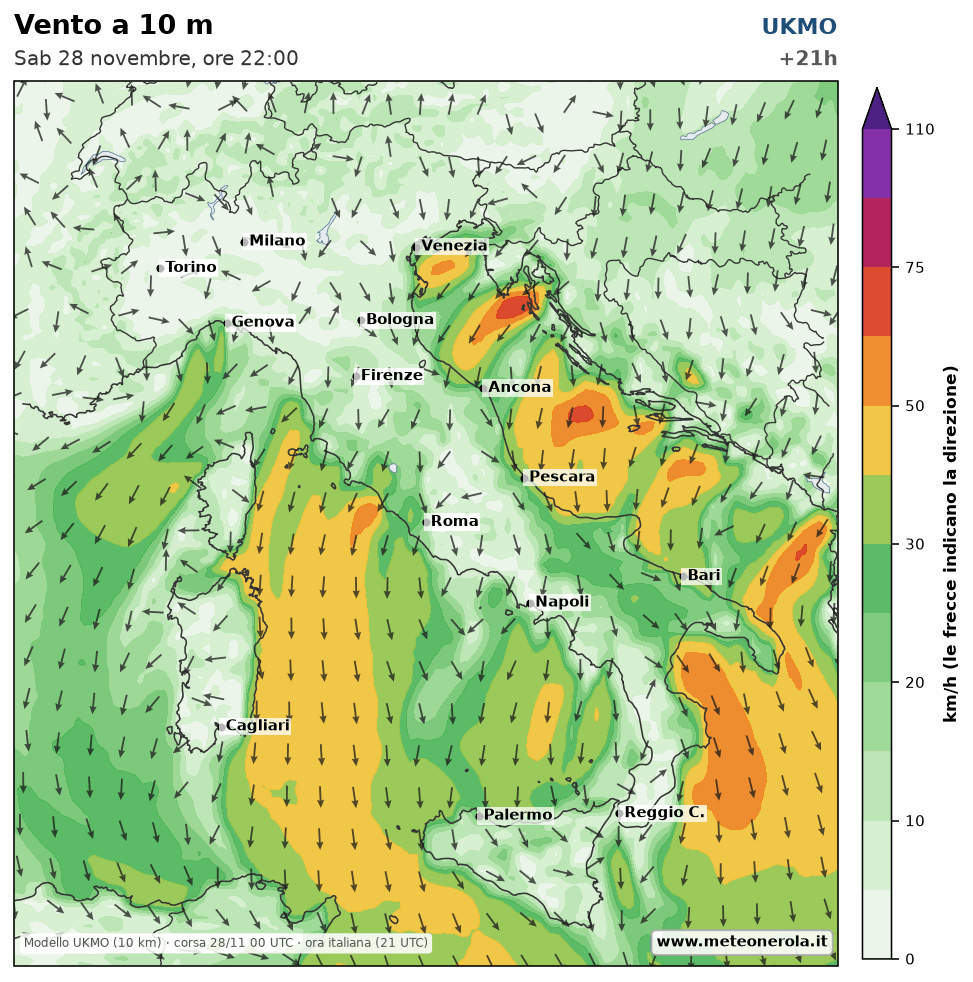 Vento a 10 m
UKMO
Sab 28 novembre, ore 22:00
+21h
110
75
50
30
20
10
0
km/h (le frecce indicano la direzione)
Venezia
Milano
Torino
Genova
Bologna
Firenze
Ancona
Pescara
Roma
Bari
Napoli
Cagliari
Palermo
Reggio C.
Modello UKMO (10 km) · corsa 28/11 00 UTC · ora italiana (21 UTC)
www.meteonerola.it